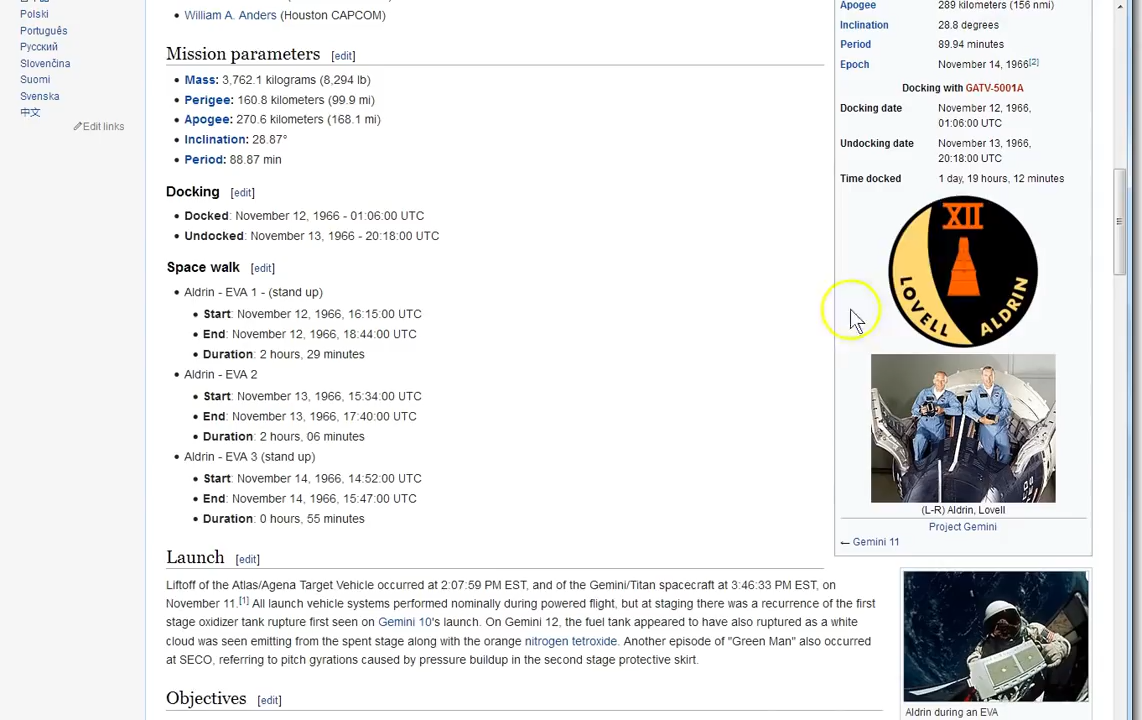 Polski
Português
Русский
Slovenčina
Suomi
Svenska
中文
Edit links
William A. Anders (Houston CAPCOM)
Mission parameters [edit]
Mass: 3,762.1 kilograms (8,294 lb)
Perigee: 160.8 kilometers (99.9 mi)
Apogee: 270.6 kilometers (168.1 mi)
Inclination: 28.87°
Period: 88.87 min
Docking [edit]
Docked: November 12, 1966 - 01:06:00 UTC
Undocked: November 13, 1966 - 20:18:00 UTC
Space walk [edit]
Aldrin - EVA 1 - (stand up)
Start: November 12, 1966, 16:15:00 UTC
End: November 12, 1966, 18:44:00 UTC
Duration: 2 hours, 29 minutes
Aldrin - EVA 2
Start: November 13, 1966, 15:34:00 UTC
End: November 13, 1966, 17:40:00 UTC
Duration: 2 hours, 06 minutes
Aldrin - EVA 3 (stand up)
Start: November 14, 1966, 14:52:00 UTC
End: November 14, 1966, 15:47:00 UTC
Duration: 0 hours, 55 minutes
Launch [edit]
Liftoff of the Atlas/Agena Target Vehicle occurred at 2:07:59 PM EST, and of the Gemini/Titan spacecraft at 3:46:33 PM EST, on
November 11.[1] All launch vehicle systems performed nominally during powered flight, but at staging there was a recurrence of the first
stage oxidizer tank rupture first seen on Gemini 10's launch. On Gemini 12, the fuel tank appeared to have also ruptured as a white
cloud was seen emitting from the spent stage along with the orange nitrogen tetroxide. Another episode of "Green Man" also occurred
at SECO, referring to pitch gyrations caused by pressure buildup in the second stage protective skirt.
Objectives [edit]
Apogee 289 kilometers (156 nmi)
Inclination 28.8 degrees
Period 89.94 minutes
Epoch November 14, 1966[2]
Docking with GATV-5001A
Docking date November 12, 1966,
01:06:00 UTC
Undocking date November 13, 1966,
20:18:00 UTC
Time docked 1 day, 19 hours, 12 minutes
XII
LOVELL ALDRIN
(L-R) Aldrin, Lovell
Project Gemini
← Gemini 11
Aldrin during an EVA